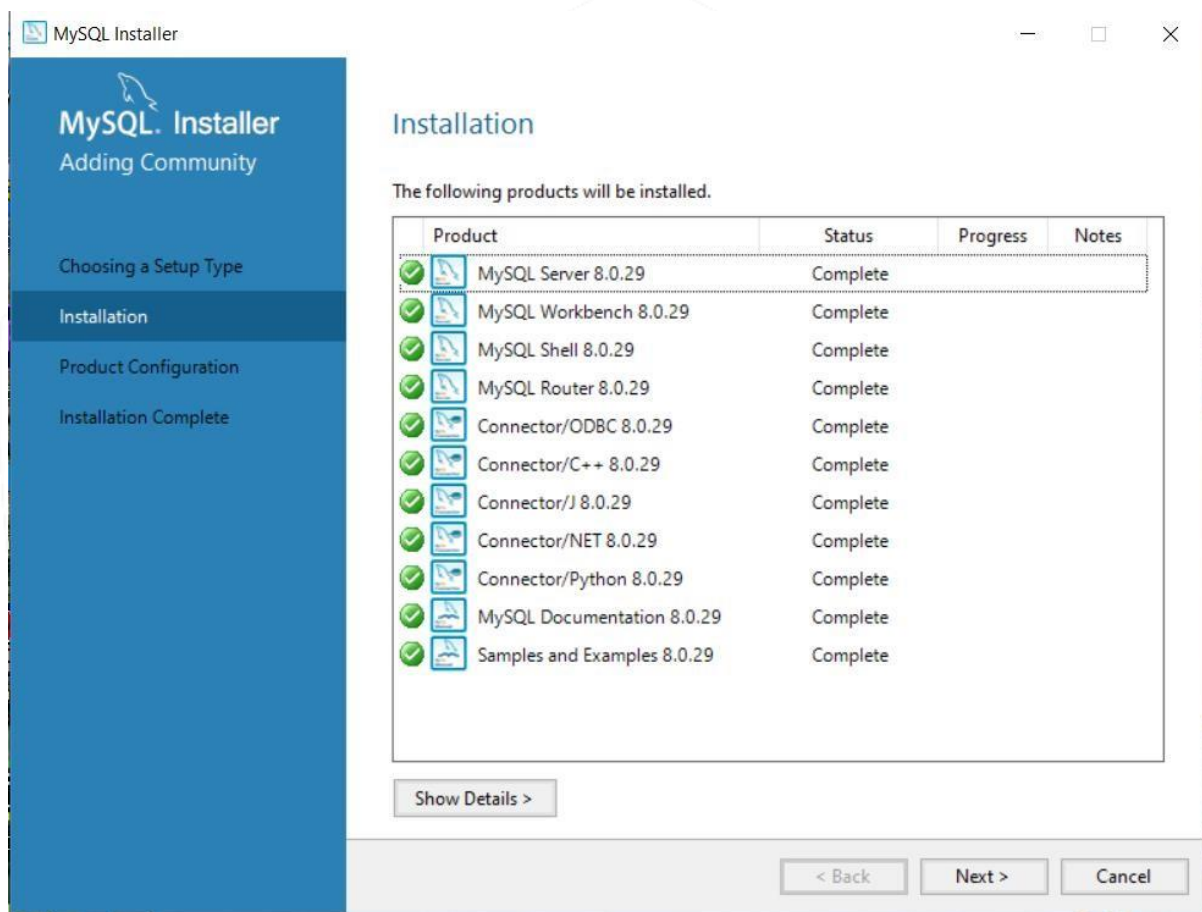 MySQL Installer
MySQL. Installer
Adding Community
Choosing a Setup Type
Installation
Product Configuration
Installation Complete
Installation
The following products will be installed.
Product Status Progress Notes
MySQL Server 8.0.29 Complete
MySQL Workbench 8.0.29 Complete
MySQL Shell 8.0.29 Complete
MySQL Router 8.0.29 Complete
Connector/ODBC 8.0.29 Complete
Connector/C++ 8.0.29 Complete
Connector/J 8.0.29 Complete
Connector/NET 8.0.29 Complete
Connector/Python 8.0.29 Complete
MySQL Documentation 8.0.29 Complete
Samples and Examples 8.0.29 Complete
Show Details >
< Back Next > Cancel